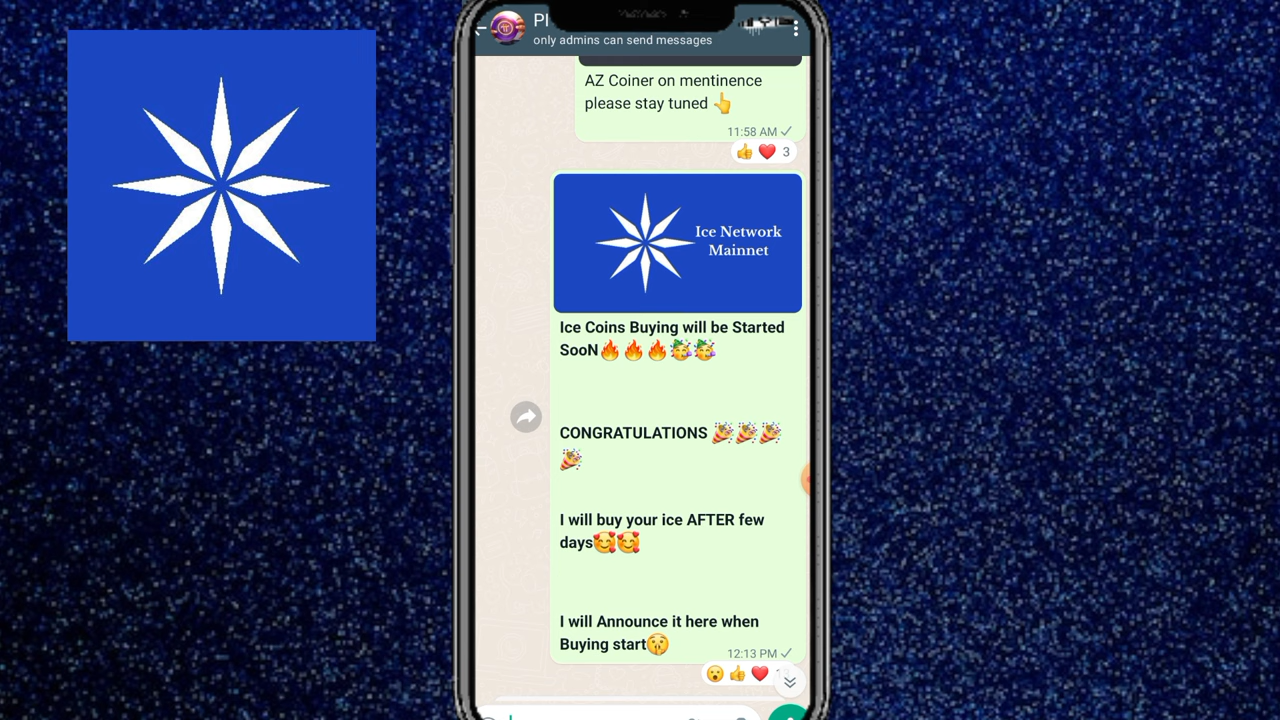 PI
only admins can send messages
AZ Coiner on mentinence
please stay tuned 👆
11:58 AM
👍 ❤️ 3
Ice Network
Mainnet
Ice Coins Buying will be Started
SooN🔥🔥🔥🥳🥳
CONGRATULATIONS 🎉🎉🎉
🎉
I will buy your ice AFTER few
days🥰🥰
I will Announce it here when
Buying start🤫
12:13 PM
😮 👍 ❤️